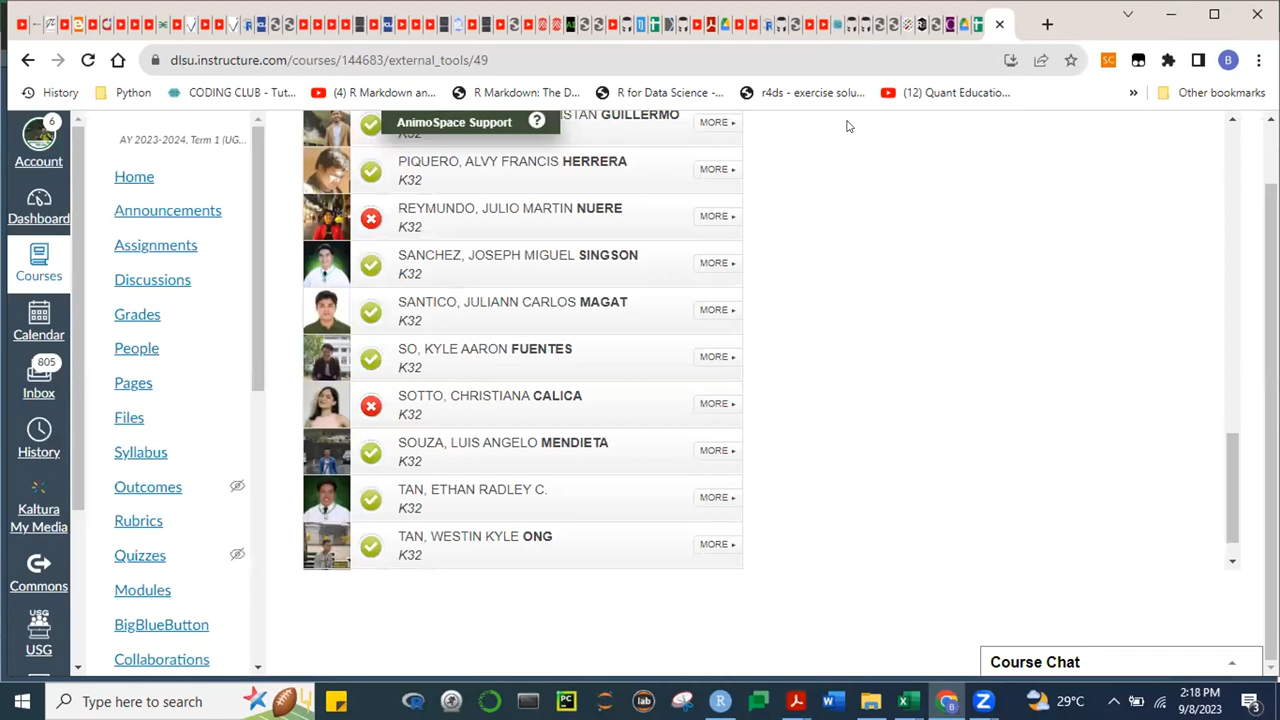 dlsu.instructure.com/courses/144683/external_tools/49
B
History
Python
CODING CLUB - Tut...
(4) R Markdown an...
R Markdown: The D...
R for Data Science -...
r4ds - exercise solu...
(12) Quant Educatio...
»
Other bookmarks
6
Account
Dashboard
Courses
Calendar
805
Inbox
History
Kaltura
My Media
Commons
USG
AY 2023-2024, Term 1 (UG...
Home
Announcements
Assignments
Discussions
Grades
People
Pages
Files
Syllabus
Outcomes
Rubrics
Quizzes
Modules
BigBlueButton
Collaborations
AnimoSpace Support ?
STAN GUILLERMO
K32
MORE
PIQUERO, ALVY FRANCIS HERRERA
K32
MORE
REYMUNDO, JULIO MARTIN NUERE
K32
MORE
SANCHEZ, JOSEPH MIGUEL SINGSON
K32
MORE
SANTICO, JULIANN CARLOS MAGAT
K32
MORE
SO, KYLE AARON FUENTES
K32
MORE
SOTTO, CHRISTIANA CALICA
K32
MORE
SOUZA, LUIS ANGELO MENDIETA
K32
MORE
TAN, ETHAN RADLEY C.
K32
MORE
TAN, WESTIN KYLE ONG
K32
MORE
Course Chat
Type here to search
29°C
2:18 PM
9/8/2023
3